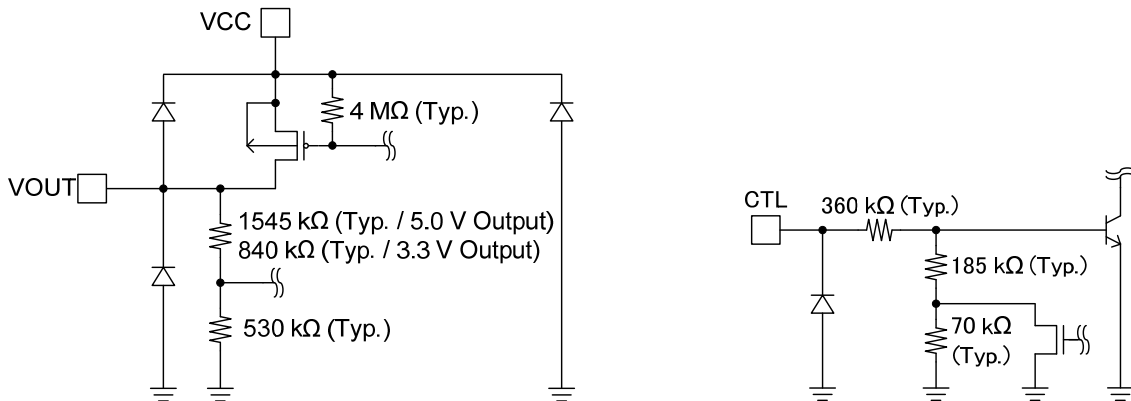 VCC
4 MΩ (Typ.)
VOUT
1545 kΩ (Typ. / 5.0 V Output)
840 kΩ (Typ. / 3.3 V Output)
530 kΩ (Typ.)
CTL
360 kΩ (Typ.)
185 kΩ (Typ.)
70 kΩ
(Typ.)